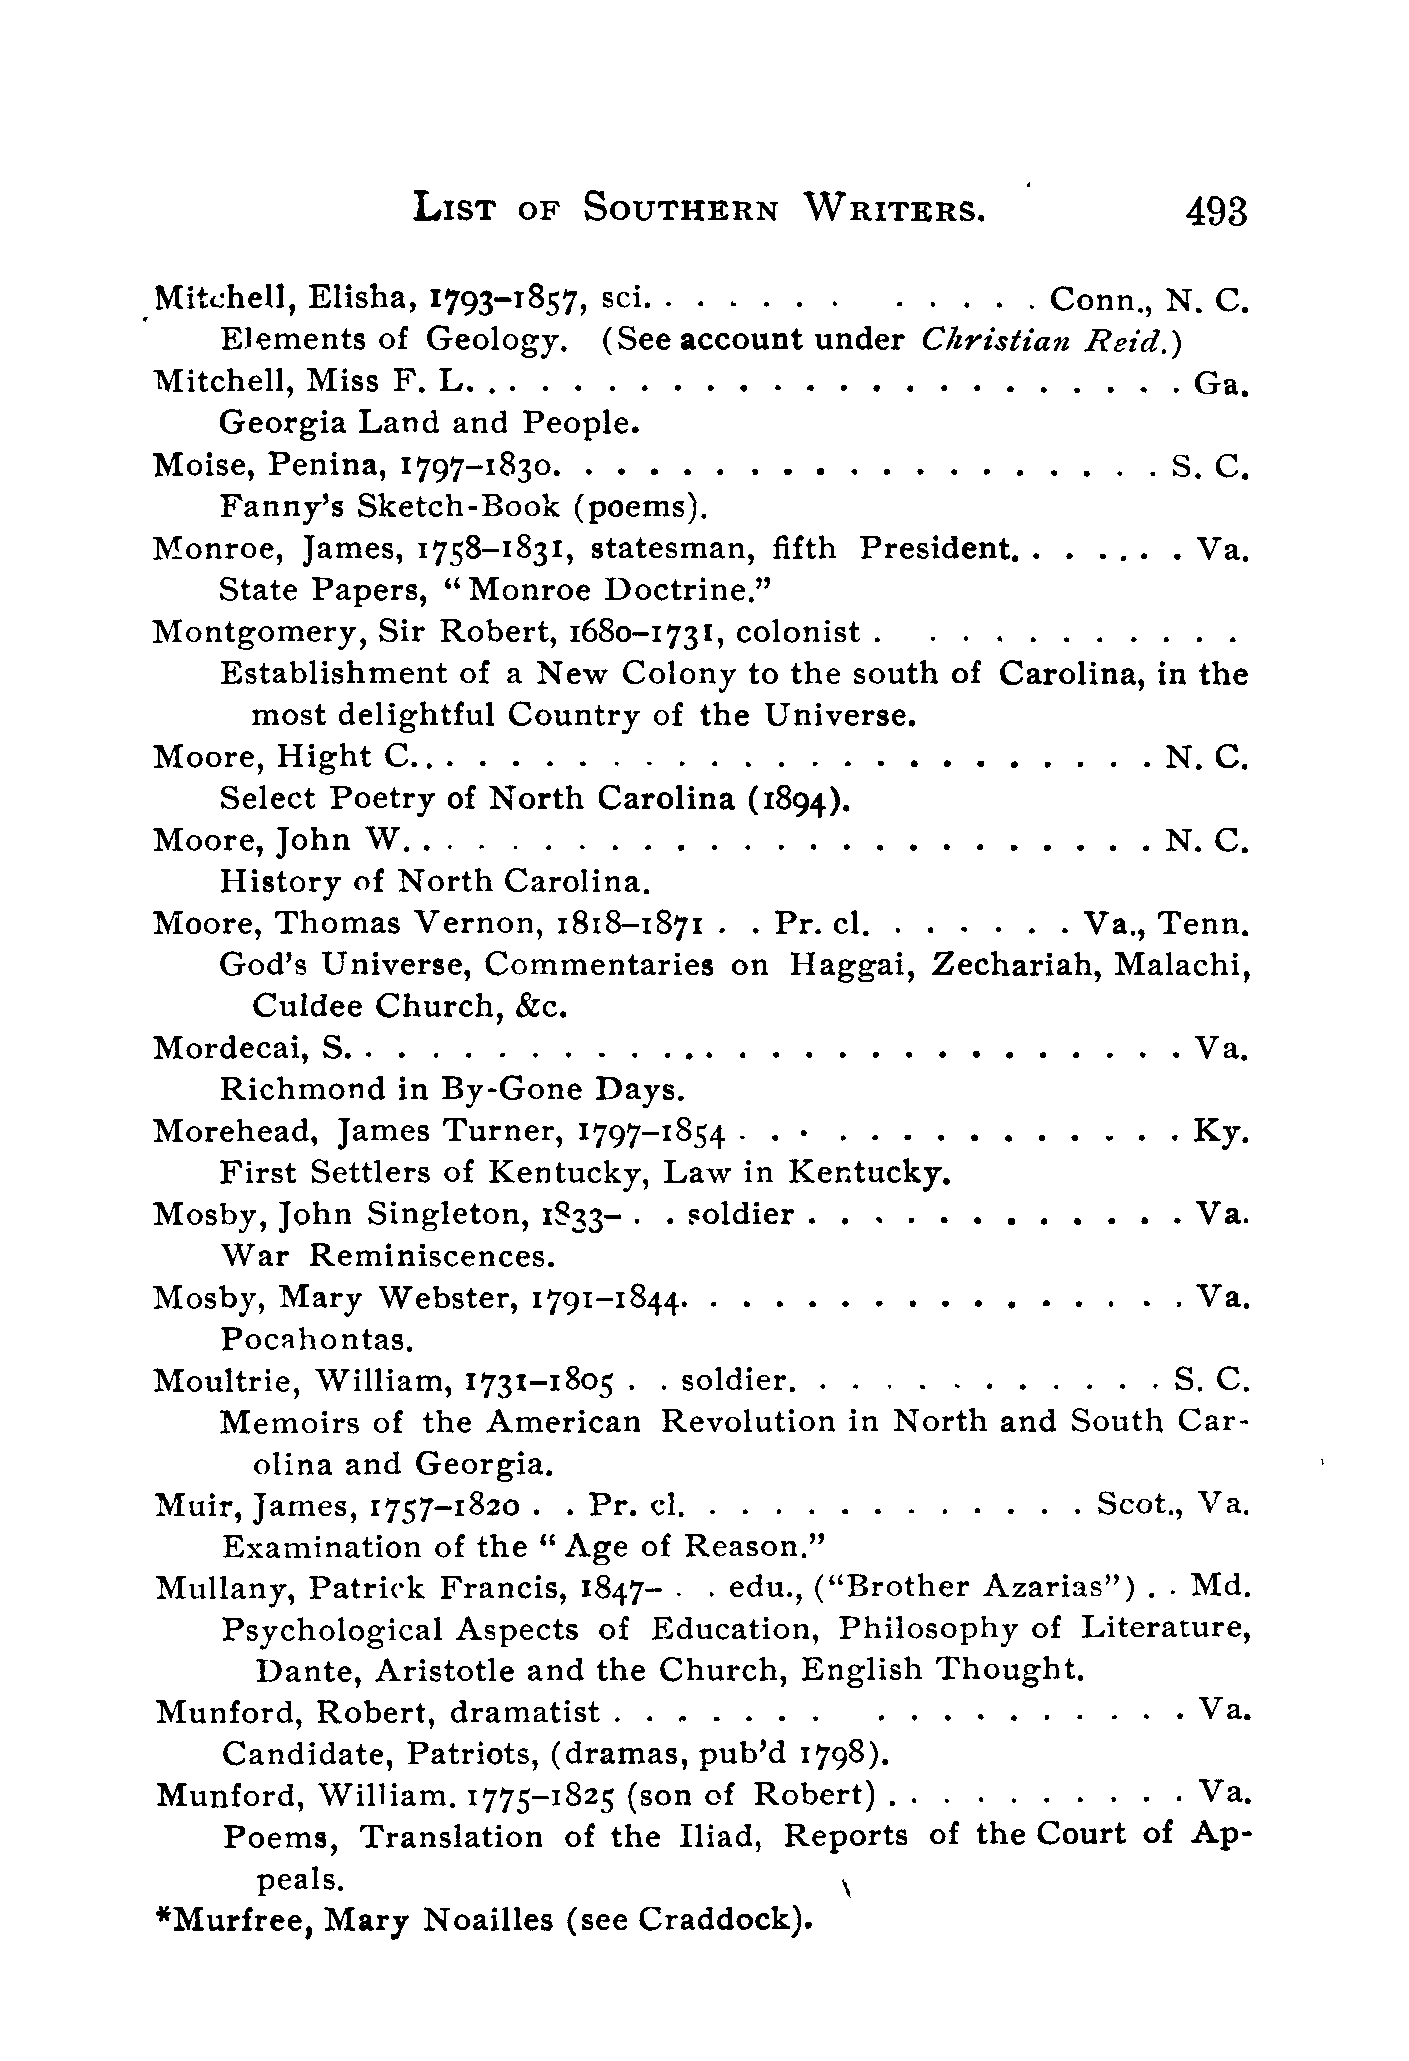 LIST OF SOUTHERN WRITERS. 493
Mitchell, Elisha, 1793–1857, sci. . . . . . . . . . . . . Conn., N. C.
Elements of Geology. (See account under Christian Reid.)
Mitchell, Miss F. L. . . . . . . . . . . . . . . . . . . . . . . Ga.
Georgia Land and People.
Moise, Penina, 1797–1830. . . . . . . . . . . . . . . . . . . S. C.
Fanny's Sketch-Book (poems).
Monroe, James, 1758–1831, statesman, fifth President. . . . . . . Va.
State Papers, "Monroe Doctrine."
Montgomery, Sir Robert, 1680–1731, colonist . . . . . . . . . . .
Establishment of a New Colony to the south of Carolina, in the
most delightful Country of the Universe.
Moore, Hight C. . . . . . . . . . . . . . . . . . . . . . . . N. C.
Select Poetry of North Carolina (1894).
Moore, John W. . . . . . . . . . . . . . . . . . . . . . . . . N. C.
History of North Carolina.
Moore, Thomas Vernon, 1818–1871 . . Pr. cl. . . . . . . . Va., Tenn.
God's Universe, Commentaries on Haggai, Zechariah, Malachi,
Culdee Church, &c.
Mordecai, S. . . . . . . . . . . . . . . . . . . . . . . . . . . Va.
Richmond in By-Gone Days.
Morehead, James Turner, 1797–1854 . . . . . . . . . . . . . . Ky.
First Settlers of Kentucky, Law in Kentucky.
Mosby, John Singleton, 1833– . . soldier . . . . . . . . . . . . Va.
War Reminiscences.
Mosby, Mary Webster, 1791–1844. . . . . . . . . . . . . . . . Va.
Pocahontas.
Moultrie, William, 1731–1805 . . soldier. . . . . . . . . . . . S. C.
Memoirs of the American Revolution in North and South Car-
olina and Georgia.
Muir, James, 1757–1820 . . Pr. cl. . . . . . . . . . . . . Scot., Va.
Examination of the "Age of Reason."
Mullany, Patrick Francis, 1847– . . edu., ("Brother Azarias") . . Md.
Psychological Aspects of Education, Philosophy of Literature,
Dante, Aristotle and the Church, English Thought.
Munford, Robert, dramatist . . . . . . . . . . . . . . . . . Va.
Candidate, Patriots, (dramas, pub'd 1798).
Munford, William. 1775–1825 (son of Robert) . . . . . . . . . . Va.
Poems, Translation of the Iliad, Reports of the Court of Ap-
peals.
*Murfree, Mary Noailles (see Craddock).